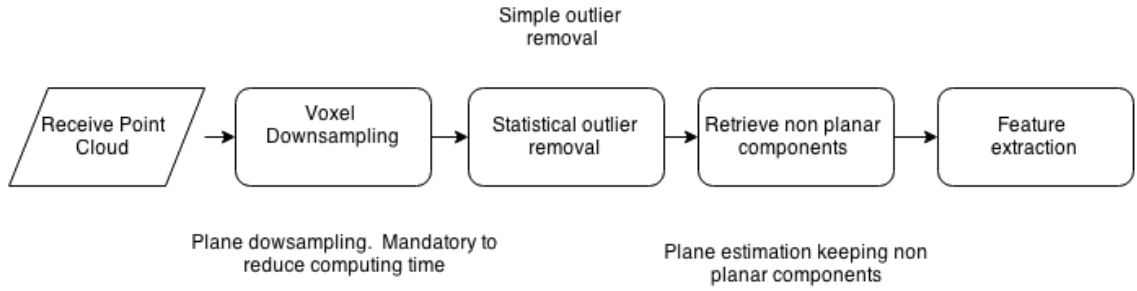 Simple outlier
removal
Receive Point
Cloud
Voxel
Downsampling
Statistical outlier
removal
Retrieve non planar
components
Feature
extraction
Plane dowsampling.  Mandatory to
reduce computing time
Plane estimation keeping non
planar components